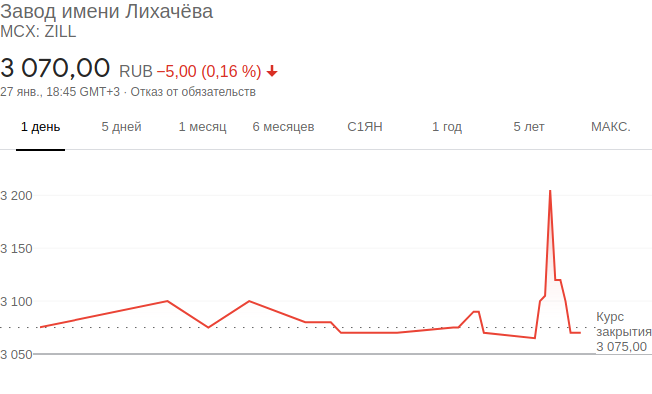 Завод имени Лихачёва
MCX: ZILL
3 070,00 RUB −5,00 (0,16 %)
27 янв., 18:45 GMT+3 · Отказ от обязательств
1 день 5 дней 1 месяц 6 месяцев С1ЯН 1 год 5 лет МАКС.
3 200
3 150
3 100
Курс
закрытия
3 075,00
3 050